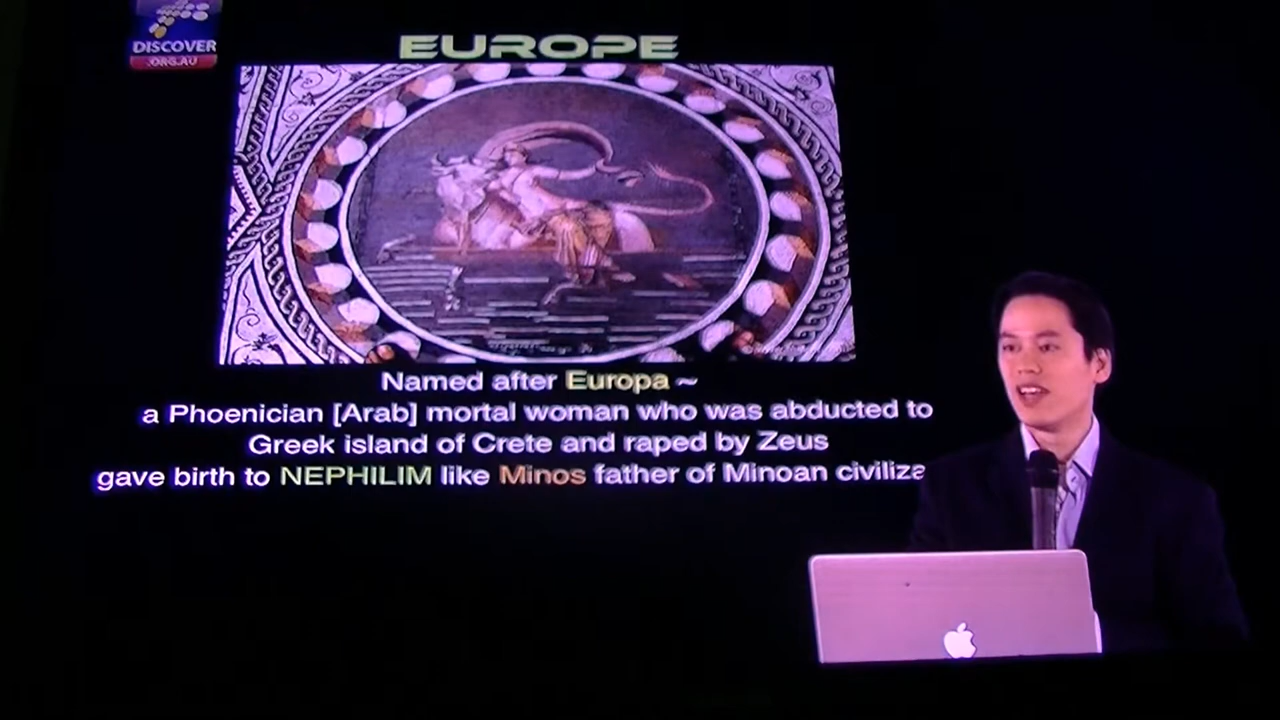 DISCOVER
.ORG.AU
EUROPE
Named after Europa ~
a Phoenician [Arab] mortal woman who was abducted to
Greek island of Crete and raped by Zeus
gave birth to NEPHILIM like Minos father of Minoan civiliza